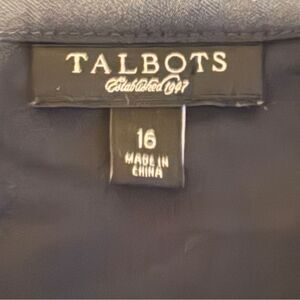 TALBOTS
Established 1947
16
MADE IN
CHINA